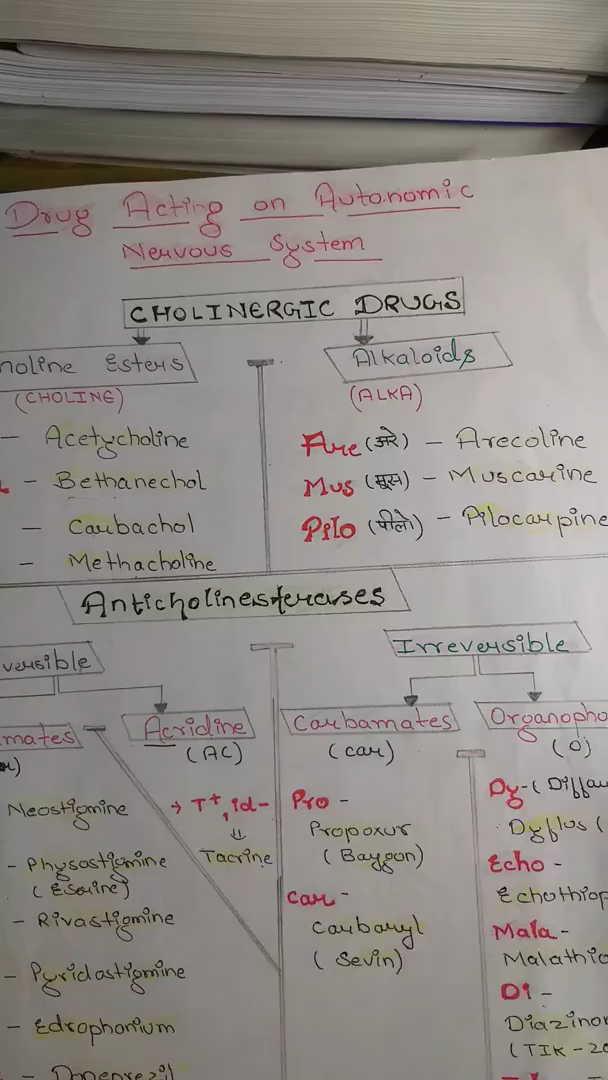 Drug Acting on Autonomic
Nervous System
CHOLINERGIC DRUGS
holine Esters
(CHOLINE)
Alkaloids
(ALKA)
- Acetycholine
- Bethanechol
- Carbachol
- Methacholine
Are (अरे) - Arecoline
Mus (मूस) - Muscarine
Pilo (पीलो) - Pilocarpine
Anticholinesterases
versible
Irreversible
mates
Acridine
(AC)
Carbamates
(car)
Organopho
(O)
Neostigmine
- Physostigmine
(Eserine)
- Rivastigmine
- Pyridostigmine
- Edrophonium
- Donepezil
→ T+, id-
Tacrine
Pro -
Propoxur
(Baygon)
Car -
Carbaryl
(Sevin)
Dy-(
Dyflos (
Echo -
Echothiop
Mala -
Malathio
Di -
Diazinon
(TIK-20